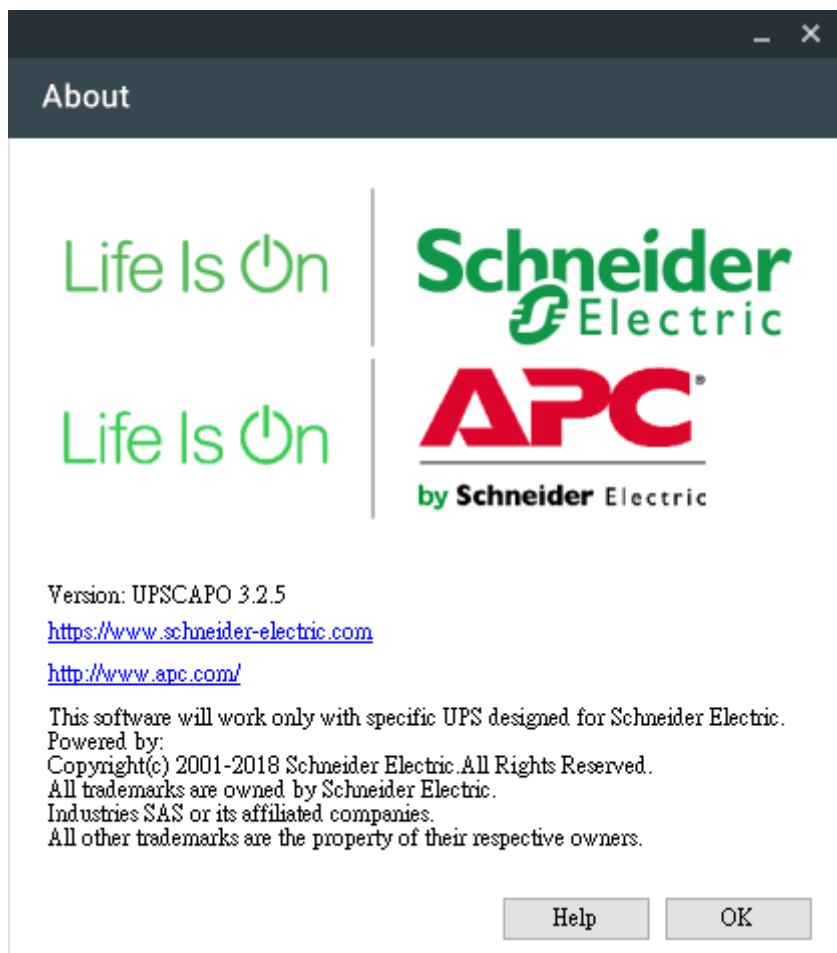 About
Life Is On
Schneider
Electric
Life Is On
APC®
by Schneider Electric
Version: UPSCAPO 3.2.5
https://www.schneider-electric.com
http://www.apc.com/
This software will work only with specific UPS designed for Schneider Electric.
Powered by:
Copyright(c) 2001-2018 Schneider Electric.All Rights Reserved.
All trademarks are owned by Schneider Electric.
Industries SAS or its affiliated companies.
All other trademarks are the property of their respective owners.
Help
OK